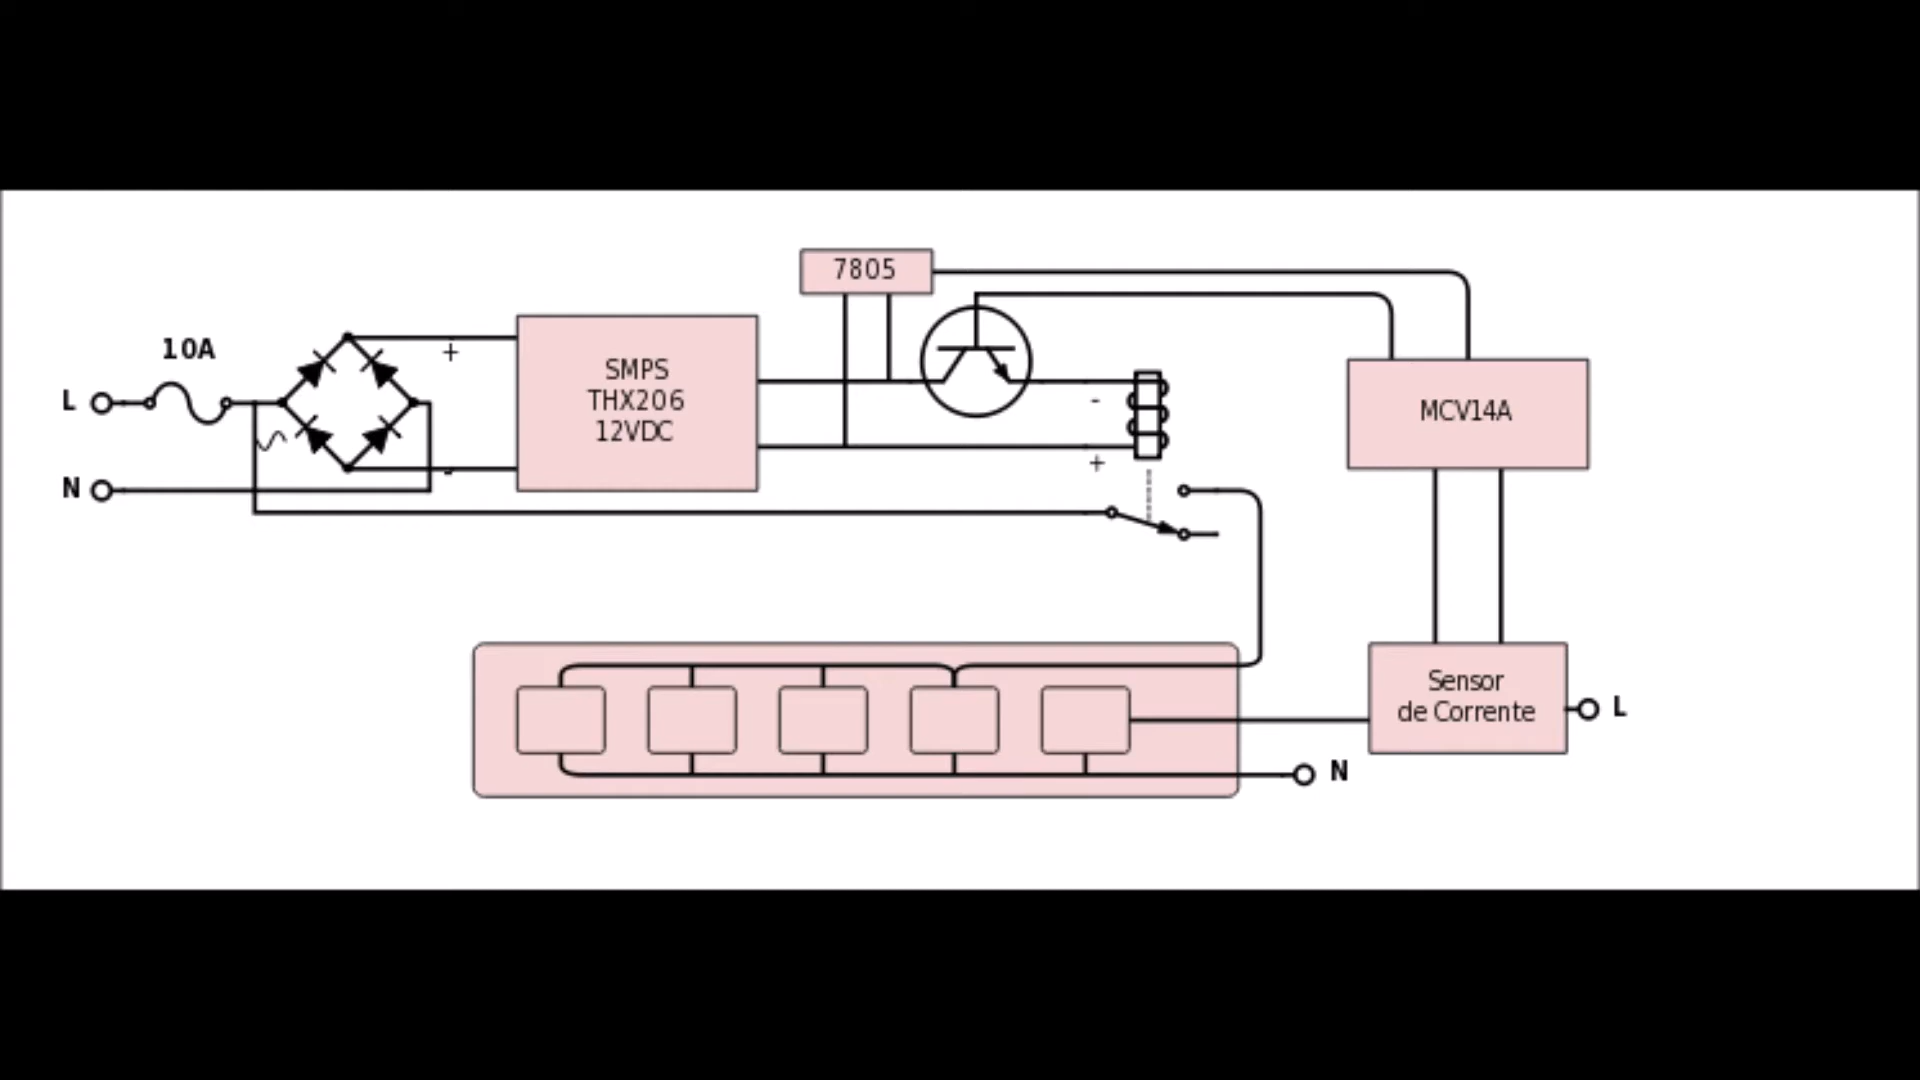 7805
10A
L
N
+
-
SMPS
THX206
12VDC
-
+
MCV14A
Sensor
de Corrente
L
N